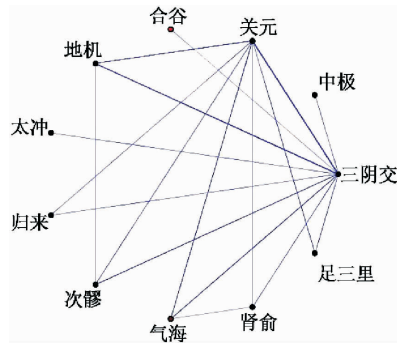 合谷
关元
地机
中极
太冲
三阴交
归来
足三里
次髎
肾俞
气海